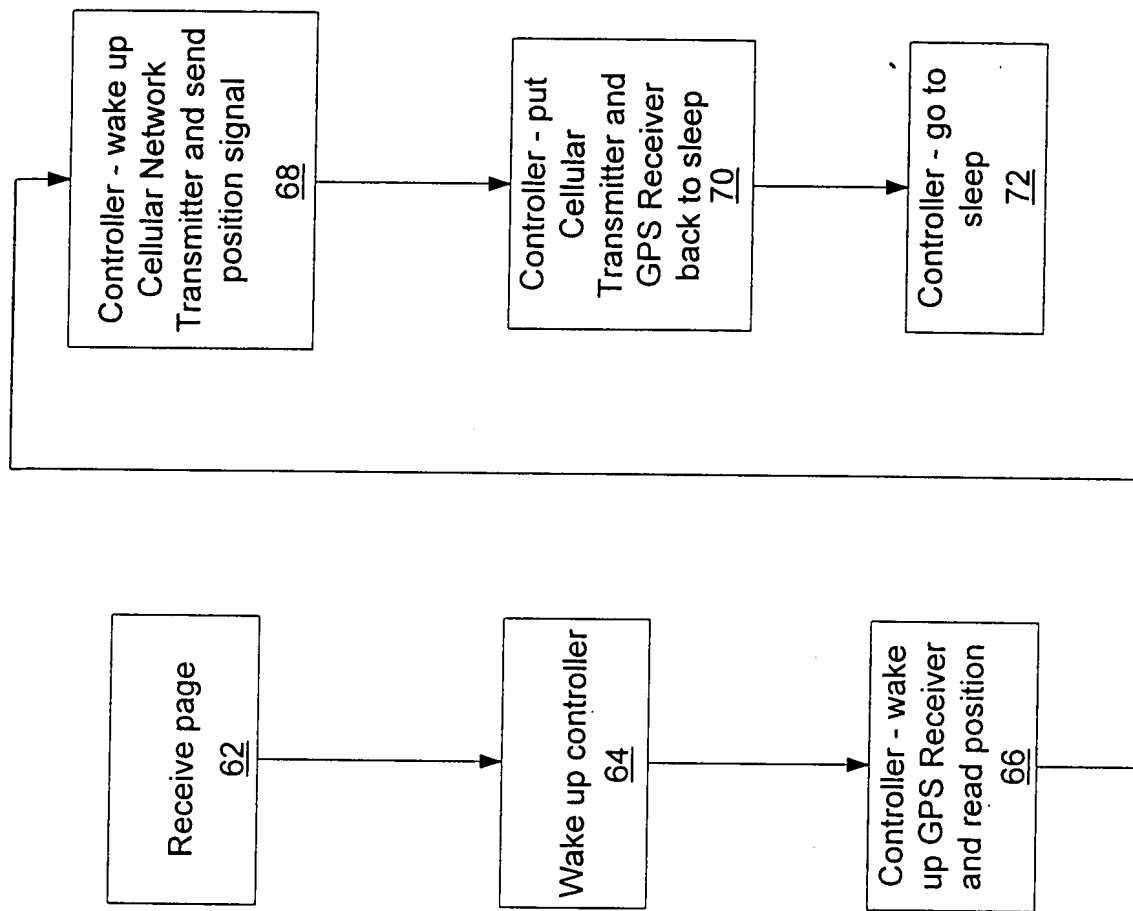 Receive page
62
Wake up controller
64
Controller - wake
up GPS Receiver
and read position
66
Controller - wake up
Cellular Network
Transmitter and send
position signal
68
Controller - put
Cellular
Transmitter and
GPS Receiver
back to sleep
70
Controller - go to
sleep
72